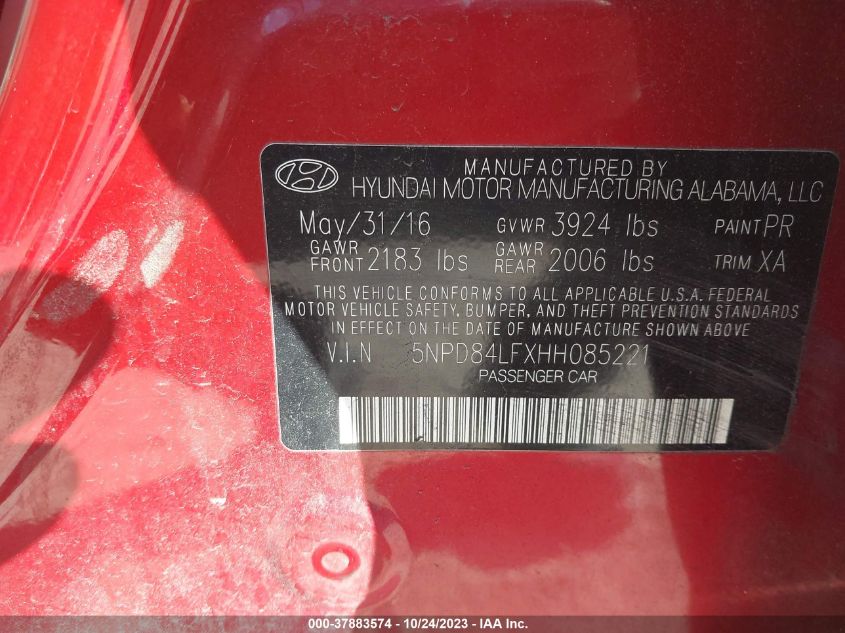 MANUFACTURED BY
HYUNDAI MOTOR MANUFACTURING ALABAMA, LLC
May/31/16 GVWR 3924 lbs PAINT PR
GAWR FRONT 2183 lbs GAWR REAR 2006 lbs TRIM XA
THIS VEHICLE CONFORMS TO ALL APPLICABLE U.S.A. FEDERAL
MOTOR VEHICLE SAFETY, BUMPER, AND THEFT PREVENTION STANDARDS
IN EFFECT ON THE DATE OF MANUFACTURE SHOWN ABOVE
V.I.N 5NPD84LFXHH085221
PASSENGER CAR
000-37883574 - 10/24/2023 - IAA Inc.